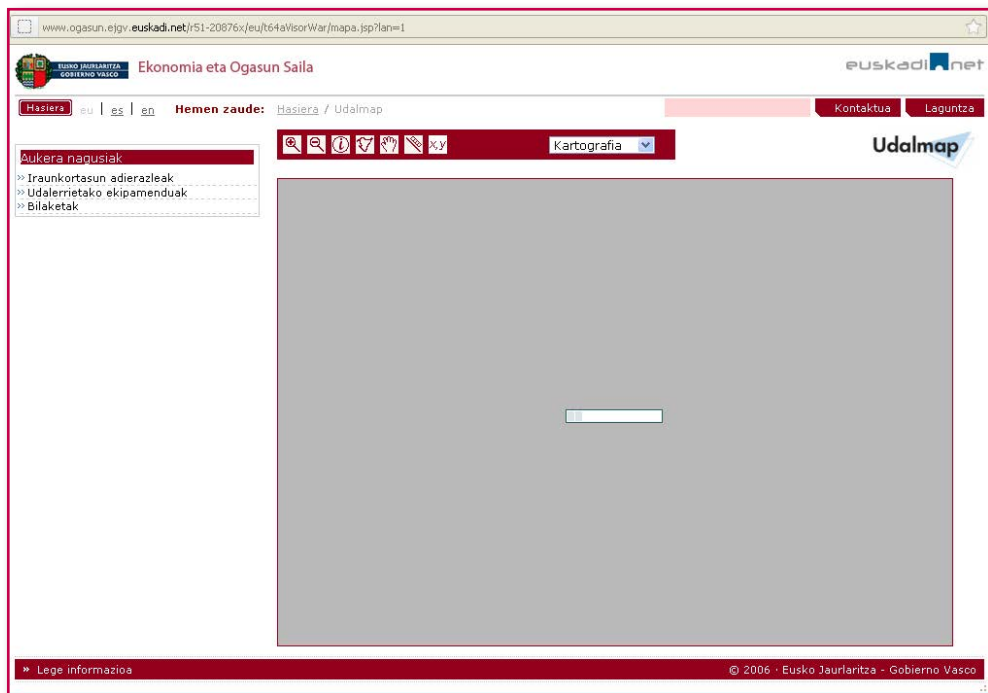 www.ogasun.ejgv.euskadi.net/r51-20876x/eu/t64aVisorWar/mapa.jsp?lan=1
EUSKO JAURLARITZA
GOBIERNO VASCO
Ekonomia eta Ogasun Saila
euskadi.net
Hasiera eu | es | en Hemen zaude: Hasiera / Udalmap Kontaktua Laguntza
x,y Kartografia Udalmap
Aukera nagusiak
» Iraunkortasun adierazleak
» Udalerrietako ekipamenduak
» Bilaketak
» Lege informazioa © 2006 · Eusko Jaurlaritza - Gobierno Vasco